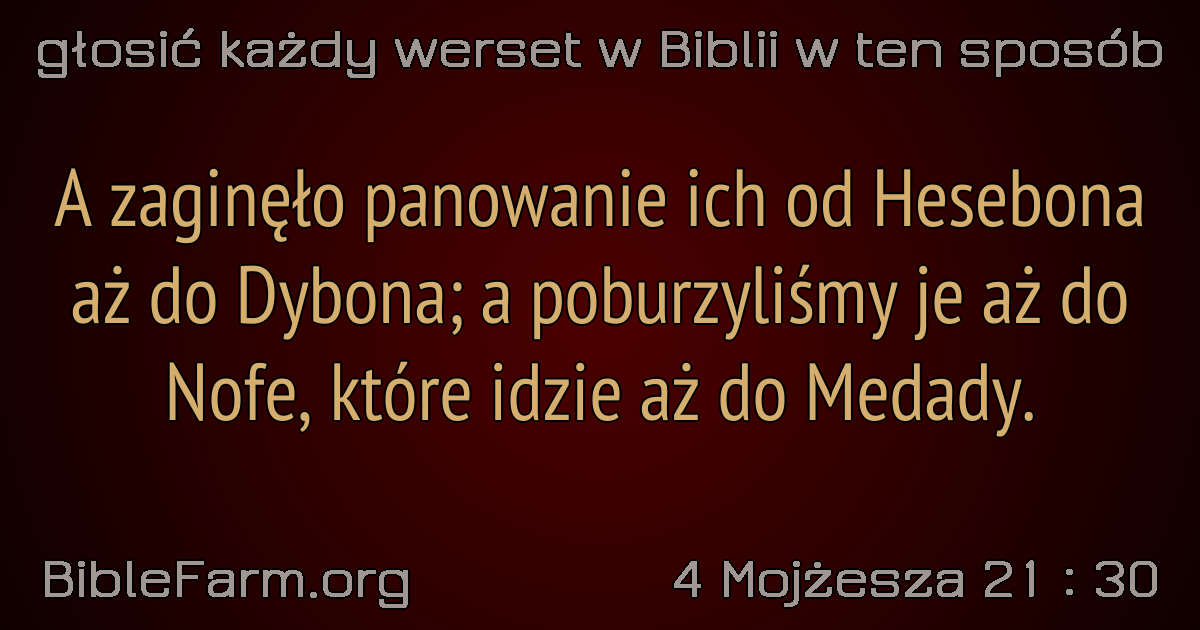 głosić każdy werset w Biblii w ten sposób
A zaginęło panowanie ich od Hesebona
aż do Dybona; a poburzyliśmy je aż do
Nofe, które idzie aż do Medady.
BibleFarm.org
4 Mojżesza 21 : 30